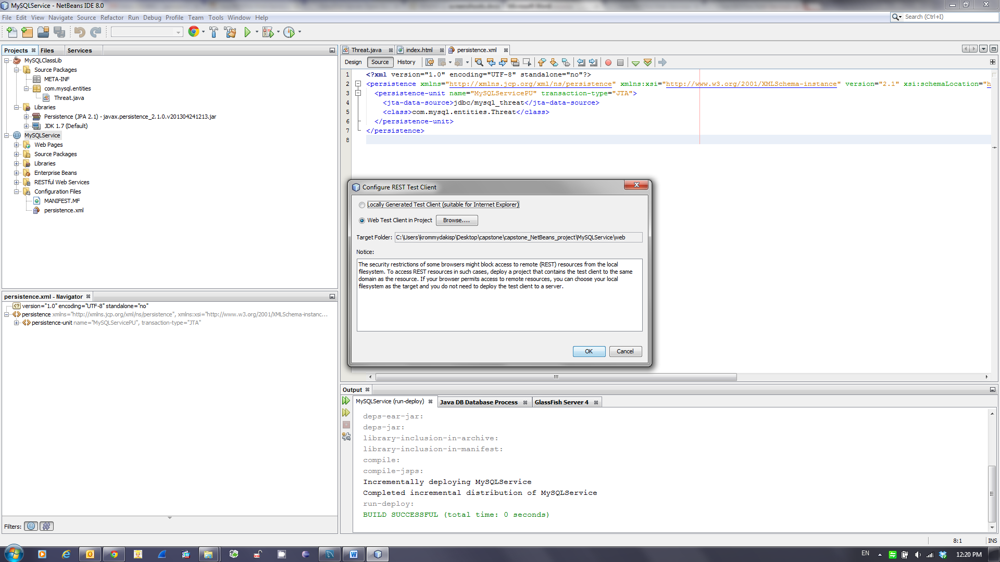 MySQLService - NetBeans IDE 8.0
File Edit View Navigate Source Refactor Run Debug Profile Team Tools Window Help
Search (Ctrl+I)
Projects Files Services
MySQLClassLib
Source Packages
META-INF
com.mysql.entities
Threat.java
Libraries
Persistence (JPA 2.1) - javax.persistence_2.1.0.v201304241213.jar
JDK 1.7 (Default)
MySQLService
Web Pages
Source Packages
Libraries
Enterprise Beans
RESTful Web Services
Configuration Files
MANIFEST.MF
persistence.xml
persistence.xml - Navigator
version="1.0" encoding="UTF-8" standalone="no"
persistence xmlns="http://xmlns.jcp.org/xml/ns/persistence", xmlns:xsi="http://www.w3.org/2001/XMLSchema-instanc...
persistence-unit name="MySQLServicePU", transaction-type="JTA"
Filters:
Threat.java index.html persistence.xml
Design Source History
1 <?xml version="1.0" encoding="UTF-8" standalone="no"?>
2 <persistence xmlns="http://xmlns.jcp.org/xml/ns/persistence" xmlns:xsi="http://www.w3.org/2001/XMLSchema-instance" version="2.1" xsi:schemaLocation="h
3 <persistence-unit name="MySQLServicePU" transaction-type="JTA">
4 <jta-data-source>jdbc/mysql_threat</jta-data-source>
5 <class>com.mysql.entities.Threat</class>
6 </persistence-unit>
7 </persistence>
8
Configure REST Test Client
Locally Generated Test Client (suitable for Internet Explorer)
Web Test Client in Project Browse....
Target Folder: C:\Users\krommydakisp\Desktop\capstone\capstone_NetBeans_project\MySQLService\web
Notice:
The security restrictions of some browsers might block access to remote (REST) resources from the local
filesystem. To access REST resources in such cases, deploy a project that contains the test client to the same
domain as the resource. If your browser permits access to remote resources, you can choose your local
filesystem as the target and you do not need to deploy the test client to a server.
OK Cancel
Output
MySQLService (run-deploy) Java DB Database Process GlassFish Server 4
deps-ear-jar:
deps-jar:
library-inclusion-in-archive:
library-inclusion-in-manifest:
compile:
compile-jsps:
Incrementally deploying MySQLService
Completed incremental distribution of MySQLService
run-deploy:
BUILD SUCCESSFUL (total time: 0 seconds)
8:1 INS
EN 12:20 PM